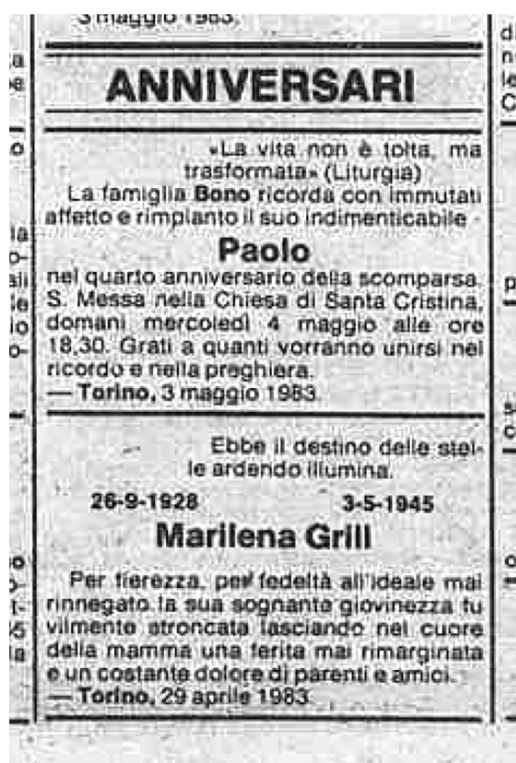 3 maggio 1983.
ANNIVERSARI
«La vita non è tolta, ma
trasformata» (Liturgia)
La famiglia Bono ricorda con immutati
affetto e rimpianto il suo indimenticabile
Paolo
nel quarto anniversario della scomparsa.
S. Messa nella Chiesa di Santa Cristina,
domani mercoledì 4 maggio alle ore
18,30. Grati a quanti vorranno unirsi nel
ricordo e nella preghiera.
— Torino, 3 maggio 1983.
Ebbe il destino delle stel-
le ardendo illumina.
26-9-1928 3-5-1945
Marilena Grill
Per fierezza, per fedeltà all'ideale mai
rinnegato la sua sognante giovinezza fu
vilmente stroncata lasciando nel cuore
della mamma una ferita mai rimarginata
e un costante dolore di parenti e amici.
— Torino, 29 aprile 1983.